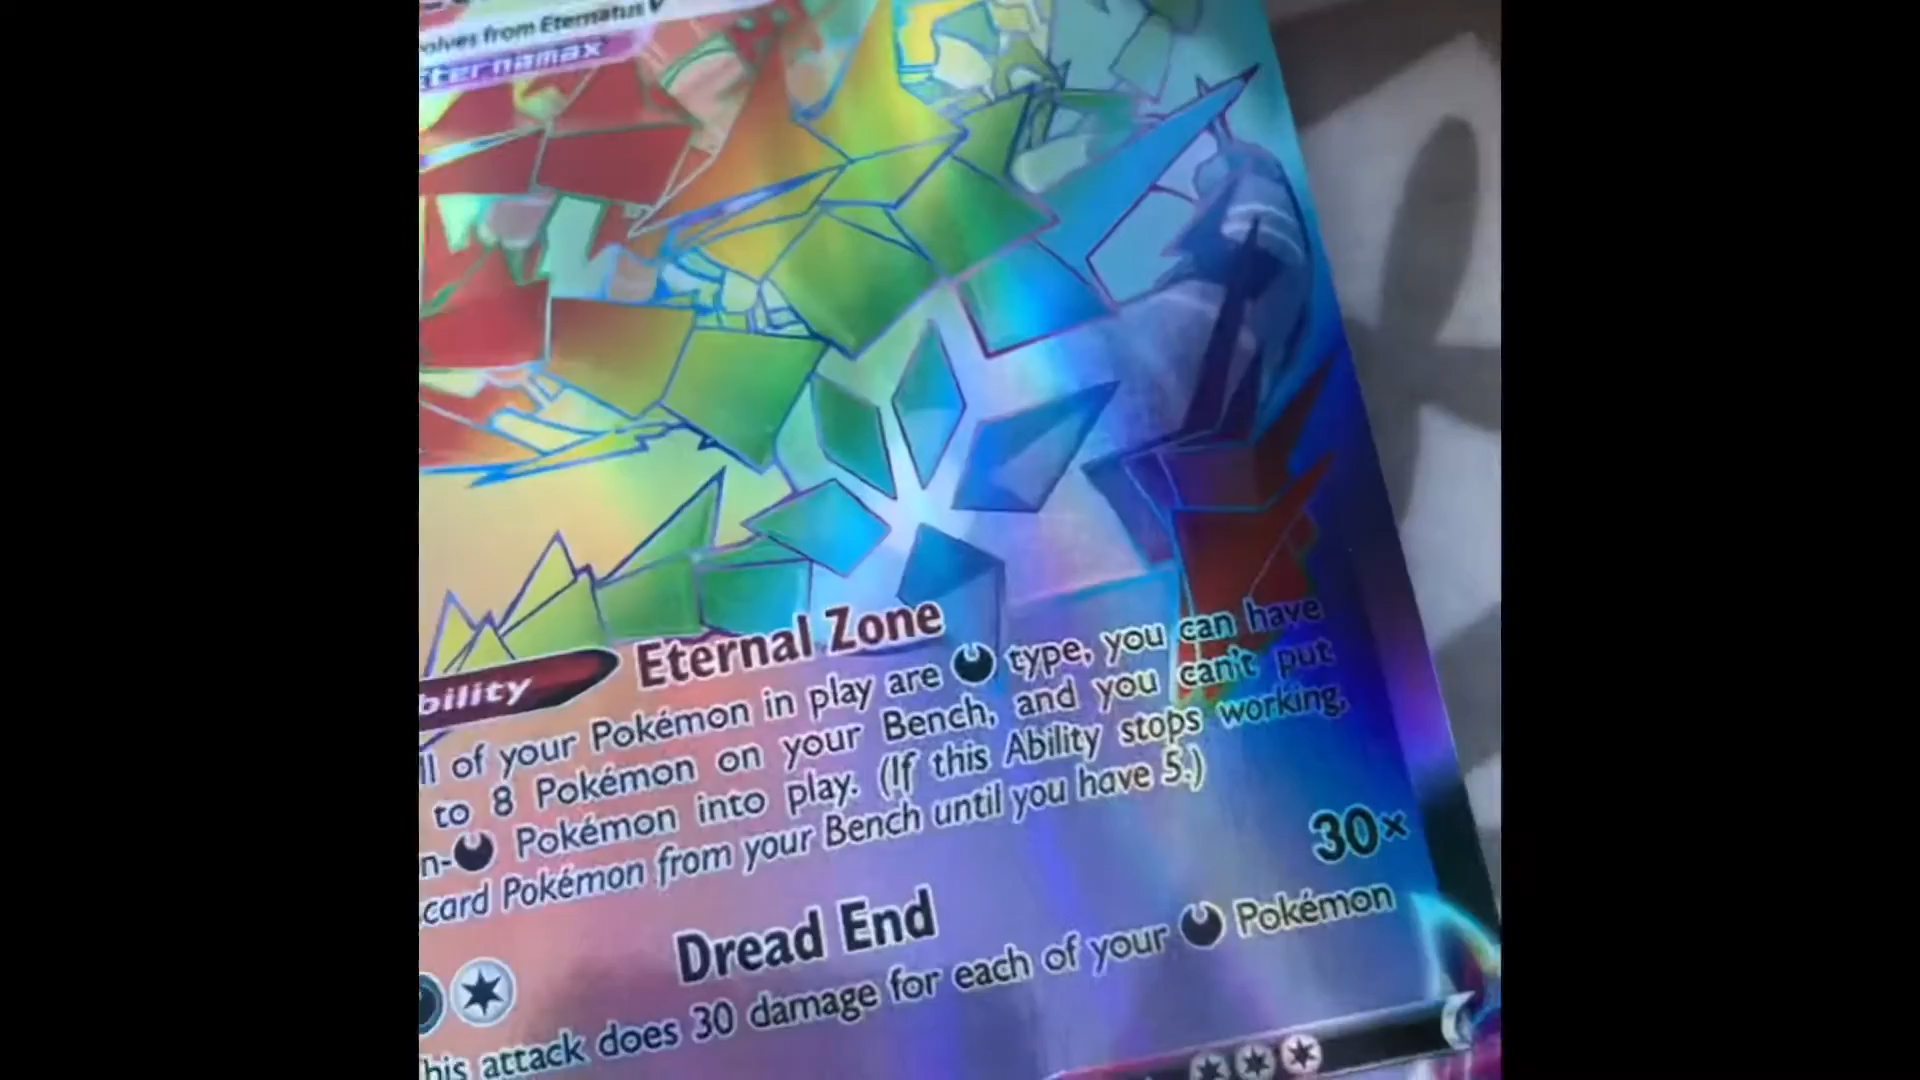 olves from Eternatus V
Eternamax
bility Eternal Zone
ll of your Pokémon in play are type, you can have
to 8 Pokémon on your Bench, and you can't put
n- Pokémon into play. (If this Ability stops working,
card Pokémon from your Bench until you have 5.)
Dread End 30×
his attack does 30 damage for each of your Pokémon